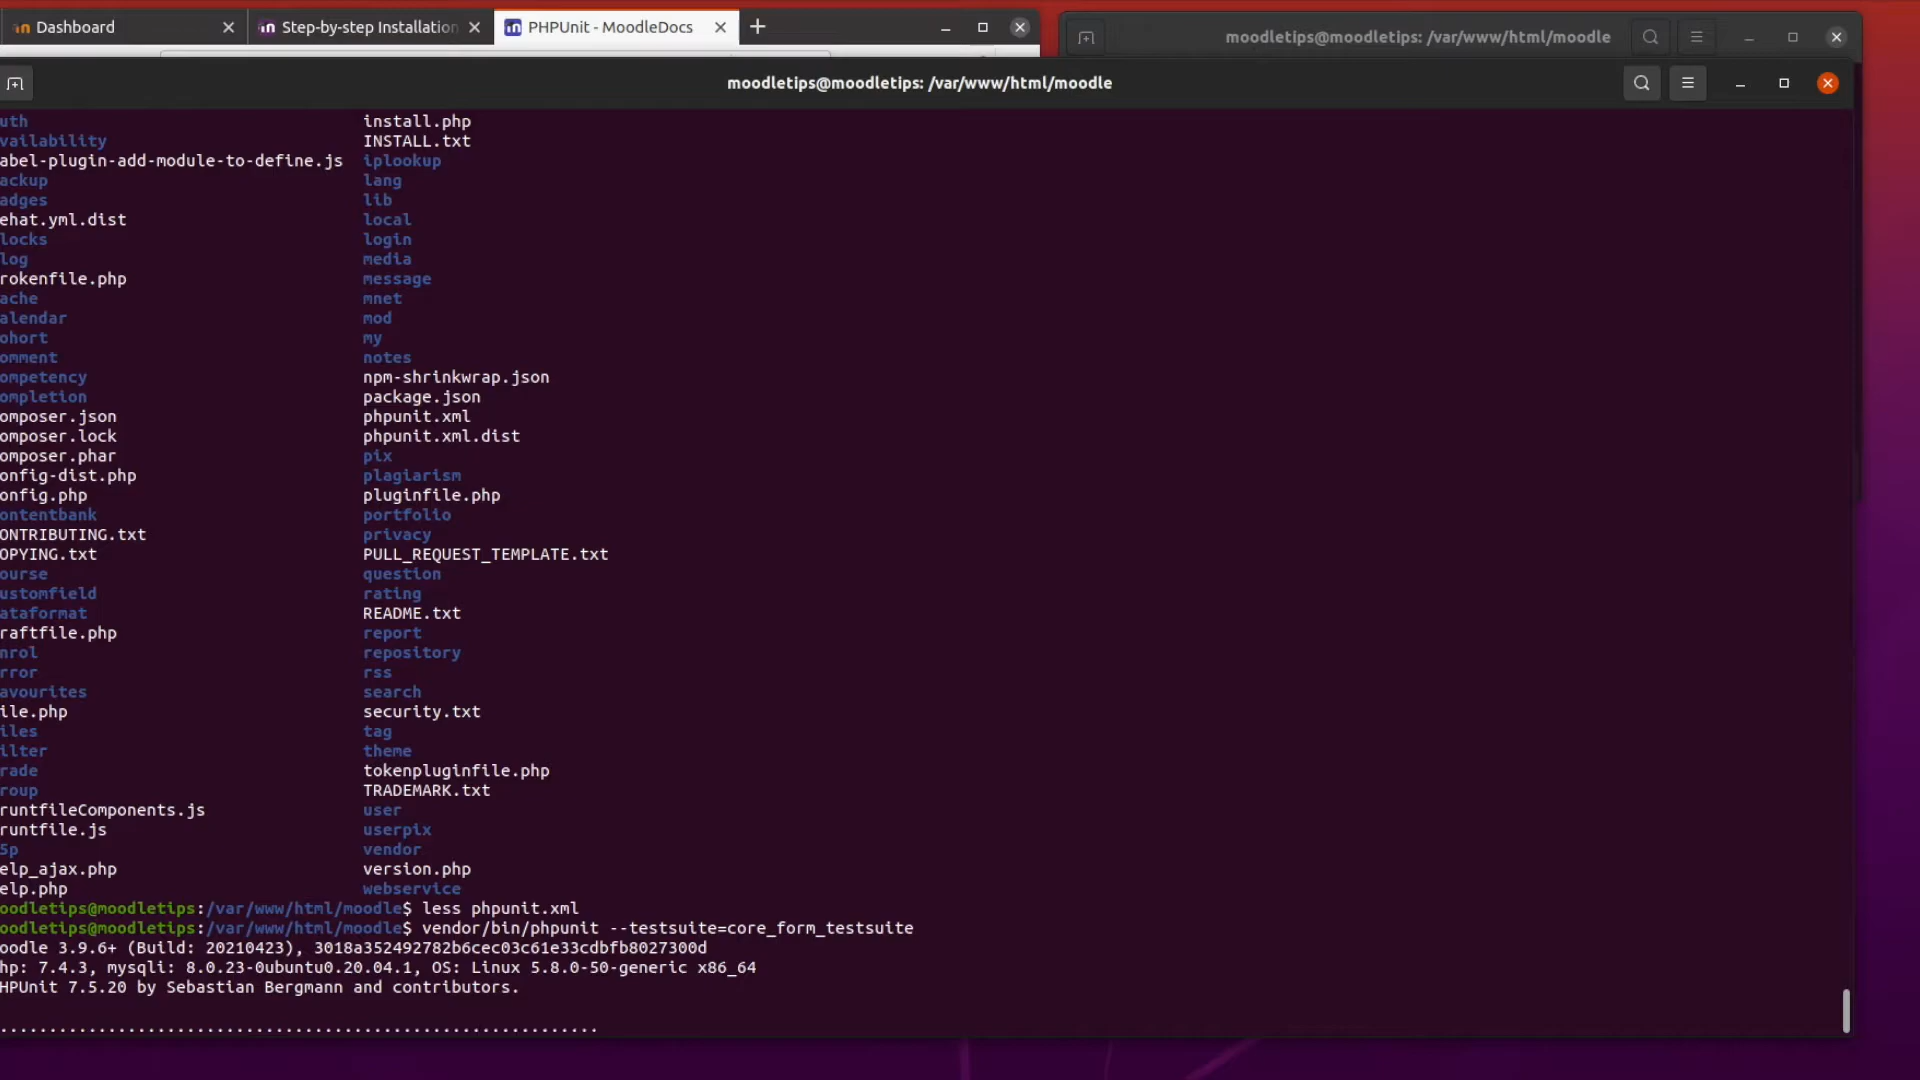 Dashboard
Step-by-step Installation
PHPUnit - MoodleDocs
moodletips@moodletips: /var/www/html/moodle
moodletips@moodletips: /var/www/html/moodle
uth install.php
vailability INSTALL.txt
abel-plugin-add-module-to-define.js iplookup
ackup lang
adges lib
ehat.yml.dist local
locks login
log media
rokenfile.php message
ache mnet
alendar mod
ohort my
omment notes
ompetency npm-shrinkwrap.json
ompletion package.json
omposer.json phpunit.xml
omposer.lock phpunit.xml.dist
omposer.phar pix
onfig-dist.php plagiarism
onfig.php pluginfile.php
ontentbank portfolio
ONTRIBUTING.txt privacy
OPYING.txt PULL_REQUEST_TEMPLATE.txt
ourse question
ustomfield rating
ataformat README.txt
raftfile.php report
nrol repository
rror rss
avourites search
ile.php security.txt
iles tag
ilter theme
rade tokenpluginfile.php
roup TRADEMARK.txt
runtfileComponents.js user
runtfile.js userpix
5p vendor
elp_ajax.php version.php
elp.php webservice
oodletips@moodletips:/var/www/html/moodle$ less phpunit.xml
oodletips@moodletips:/var/www/html/moodle$ vendor/bin/phpunit --testsuite=core_form_testsuite
oodle 3.9.6+ (Build: 20210423), 3018a352492782b6cec03c61e33cdbfb8027300d
hp: 7.4.3, mysqli: 8.0.23-0ubuntu0.20.04.1, OS: Linux 5.8.0-50-generic x86_64
HPUnit 7.5.20 by Sebastian Bergmann and contributors.
.............................................................